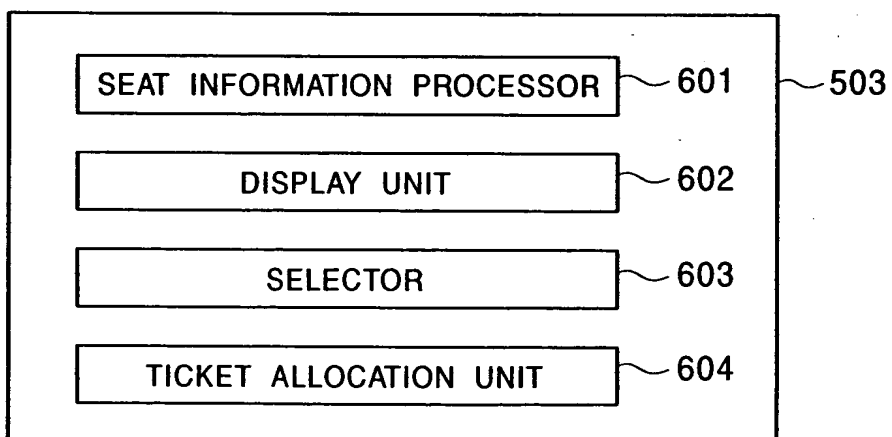 SEAT INFORMATION PROCESSOR 601
503
DISPLAY UNIT 602
SELECTOR 603
TICKET ALLOCATION UNIT 604